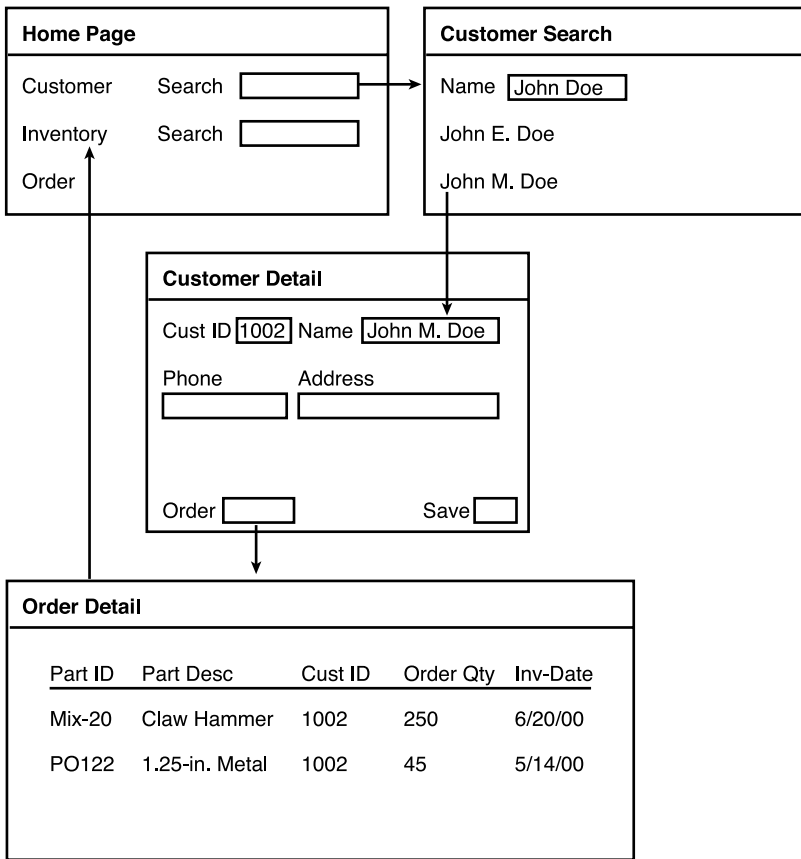 Home Page
Customer Search
Inventory Search
Order
Customer Search
Name John Doe
John E. Doe
John M. Doe
Customer Detail
Cust ID 1002 Name John M. Doe
Phone Address
Order Save
Order Detail
Part ID Part Desc Cust ID Order Qty Inv-Date
Mix-20 Claw Hammer 1002 250 6/20/00
PO122 1.25-in. Metal 1002 45 5/14/00